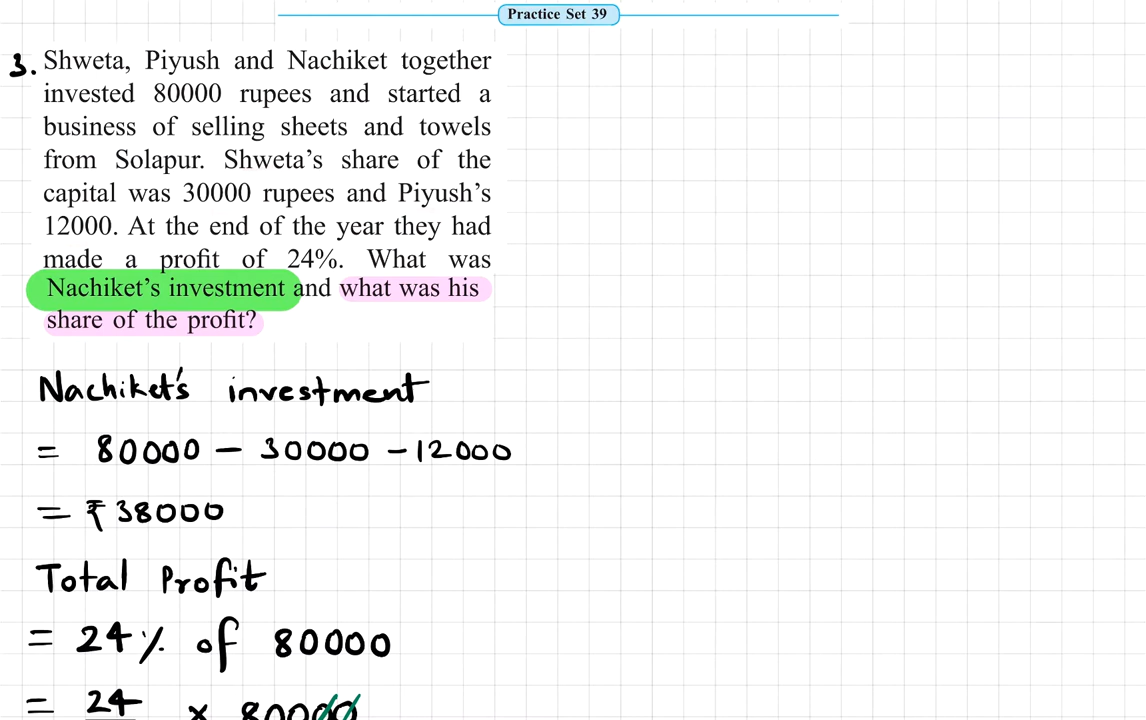 Practice Set 39
3. Shweta, Piyush and Nachiket together
invested 80000 rupees and started a
business of selling sheets and towels
from Solapur. Shweta's share of the
capital was 30000 rupees and Piyush's
12000. At the end of the year they had
made a profit of 24%. What was
Nachiket's investment and what was his
share of the profit?
Nachiket's investment
= 80000 - 30000 - 12000
= ₹38000
Total Profit
= 24% of 80000
= 24 × 80000